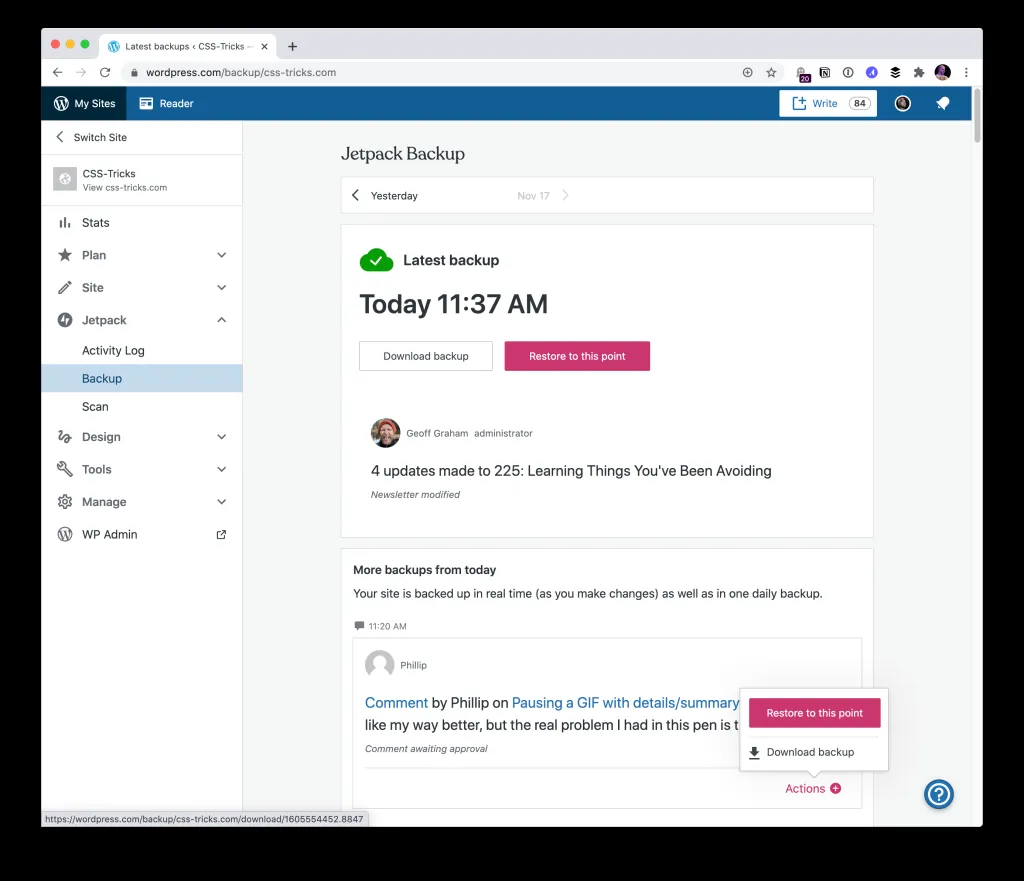 Latest backups ‹ CSS-Tricks —
wordpress.com/backup/css-tricks.com
20
My Sites
Reader
Write
84
Switch Site
CSS-Tricks
View css-tricks.com
Stats
Plan
Site
Jetpack
Activity Log
Backup
Scan
Design
Tools
Manage
WP Admin
Jetpack Backup
Yesterday
Nov 17
Latest backup
Today 11:37 AM
Download backup
Restore to this point
Geoff Graham administrator
4 updates made to 225: Learning Things You've Been Avoiding
Newsletter modified
More backups from today
Your site is backed up in real time (as you make changes) as well as in one daily backup.
11:20 AM
Phillip
Comment by Phillip on Pausing a GIF with details/summary
like my way better, but the real problem I had in this pen is t
Comment awaiting approval
Restore to this point
Download backup
Actions
https://wordpress.com/backup/css-tricks.com/download/1605554452.8847